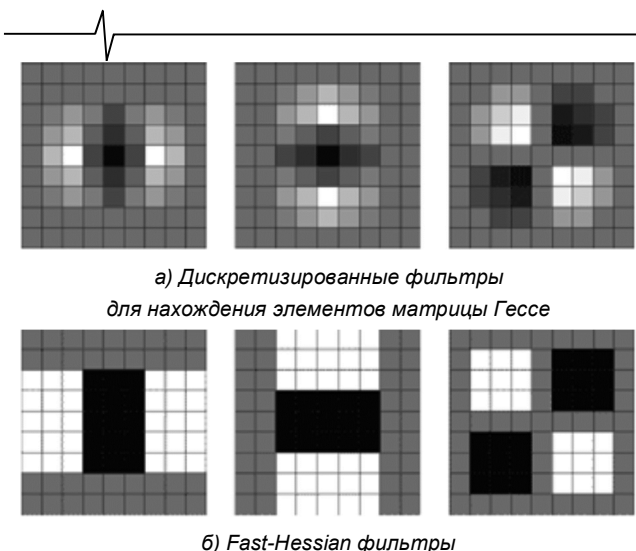 а) Дискретизированные фильтры
для нахождения элементов матрицы Гессе
б) Fast-Hessian фильтры